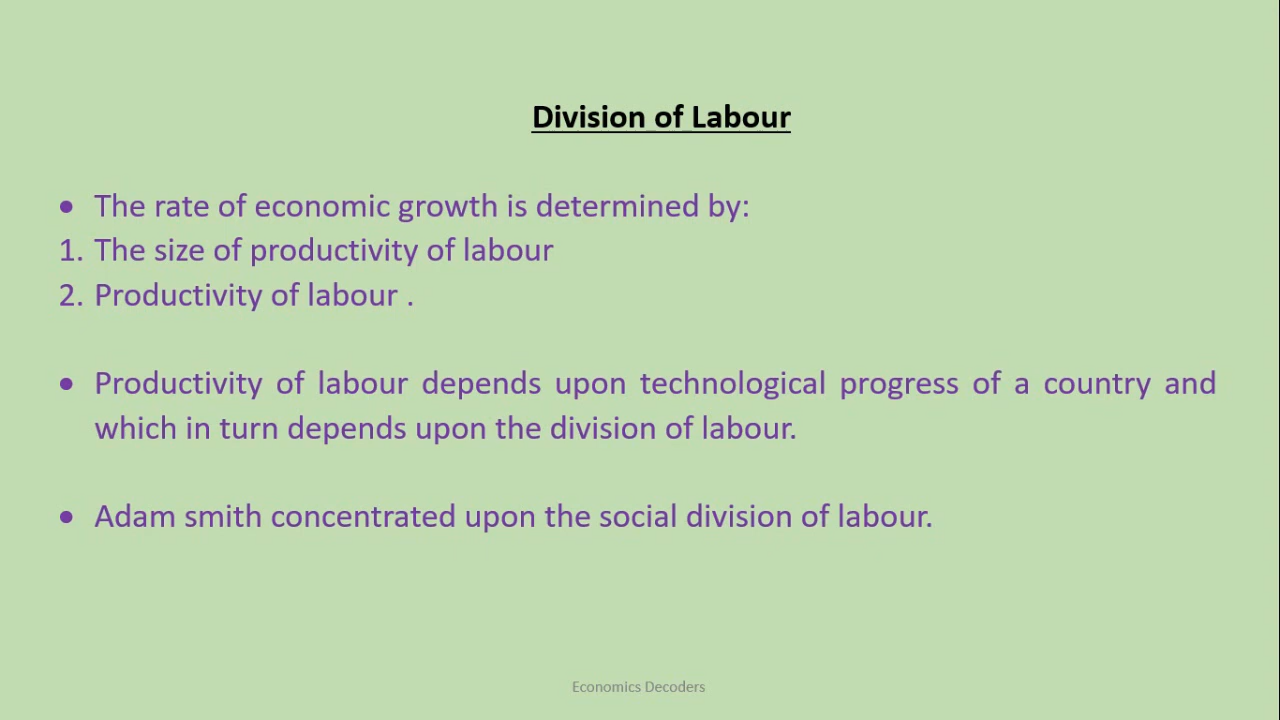 Division of Labour
• The rate of economic growth is determined by:
1. The size of productivity of labour
2. Productivity of labour .
• Productivity of labour depends upon technological progress of a country and
which in turn depends upon the division of labour.
• Adam smith concentrated upon the social division of labour.
Economics Decoders